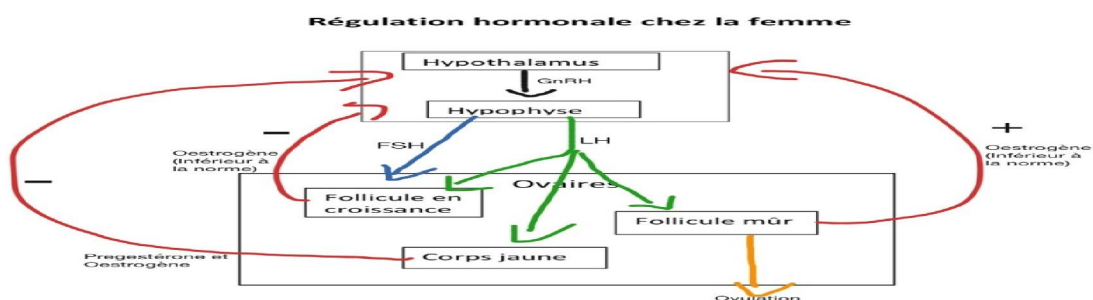 Régulation hormonale chez la femme
Hypothalamus
GnRH
Hypophyse
−
+
FSH
LH
Oestrogène
(Inférieur à
la norme)
Oestrogène
(Inférieur à
la norme)
−
Ovaires
Follicule en
croissance
Follicule mûr
Pregestérone et
Oestrogène
Corps jaune
Ovulation